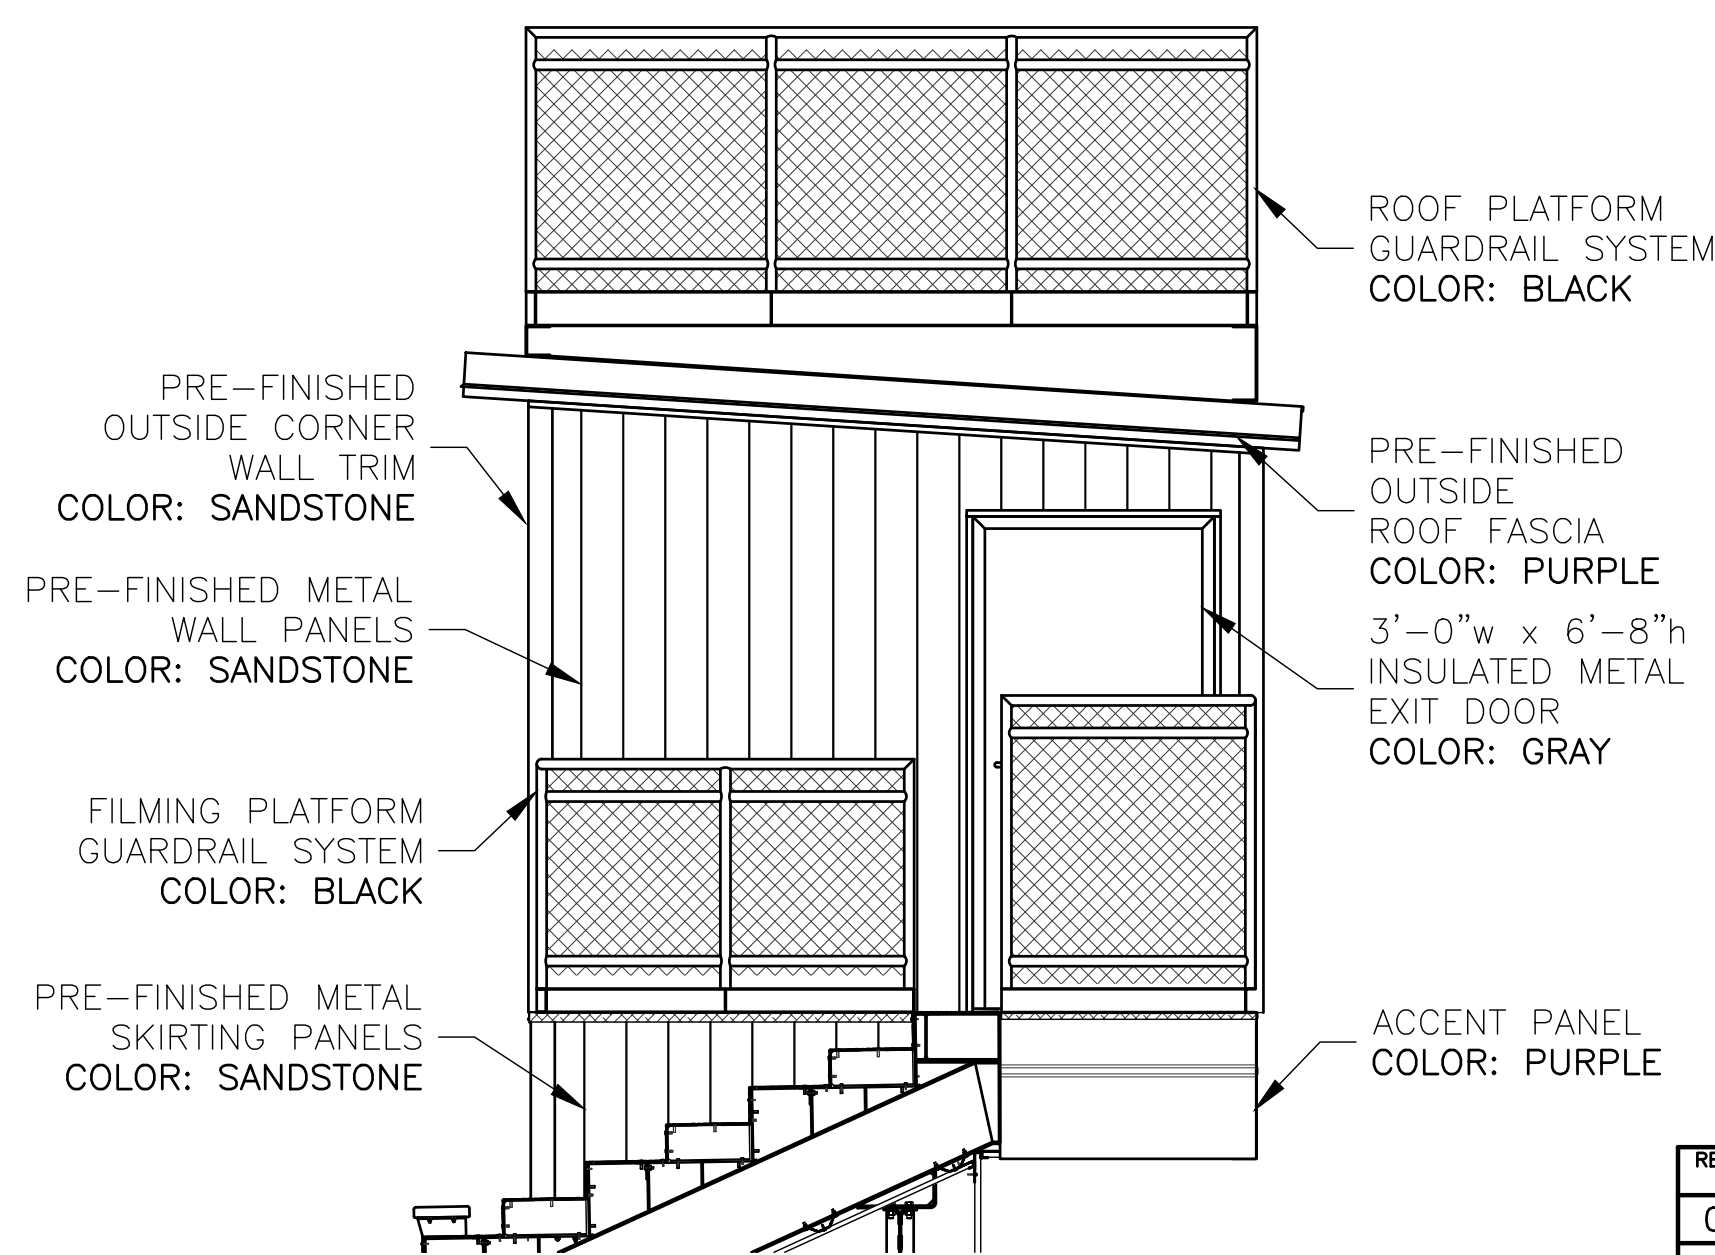 ROOF PLATFORM
GUARDRAIL SYSTEM
COLOR: BLACK
PRE-FINISHED
OUTSIDE CORNER
WALL TRIM
COLOR: SANDSTONE
PRE-FINISHED
OUTSIDE
ROOF FASCIA
COLOR: PURPLE
PRE-FINISHED METAL
WALL PANELS
COLOR: SANDSTONE
3'-0"w x 6'-8"h
INSULATED METAL
EXIT DOOR
COLOR: GRAY
FILMING PLATFORM
GUARDRAIL SYSTEM
COLOR: BLACK
PRE-FINISHED METAL
SKIRTING PANELS
COLOR: SANDSTONE
ACCENT PANEL
COLOR: PURPLE